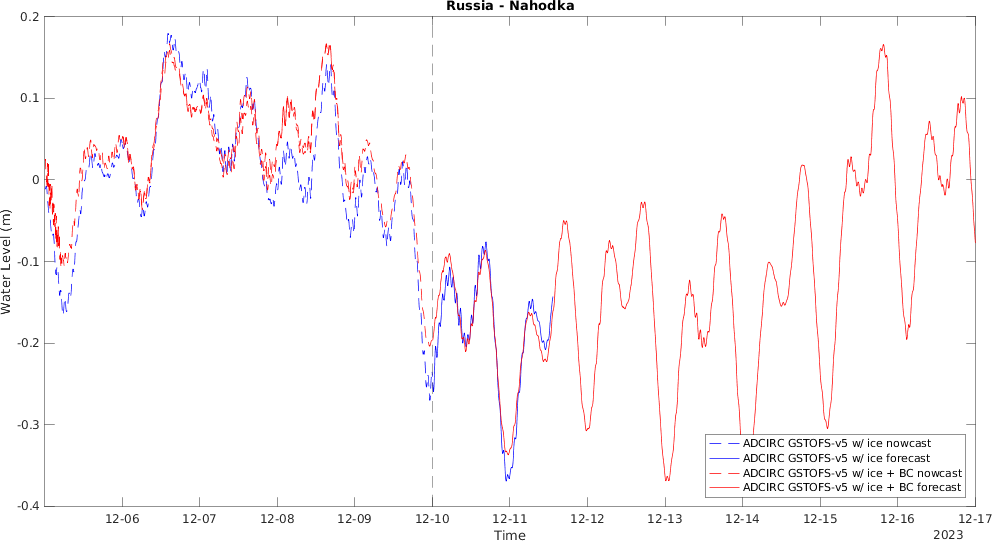 Russia - Nahodka
0.2
0.1
0
-0.1
-0.2
-0.3
-0.4
Water Level (m)
ADCIRC GSTOFS-v5 w/ ice nowcast
ADCIRC GSTOFS-v5 w/ ice forecast
ADCIRC GSTOFS-v5 w/ ice + BC nowcast
ADCIRC GSTOFS-v5 w/ ice + BC forecast
12-06 12-07 12-08 12-09 12-10 12-11 12-12 12-13 12-14 12-15 12-16 12-17
Time
2023